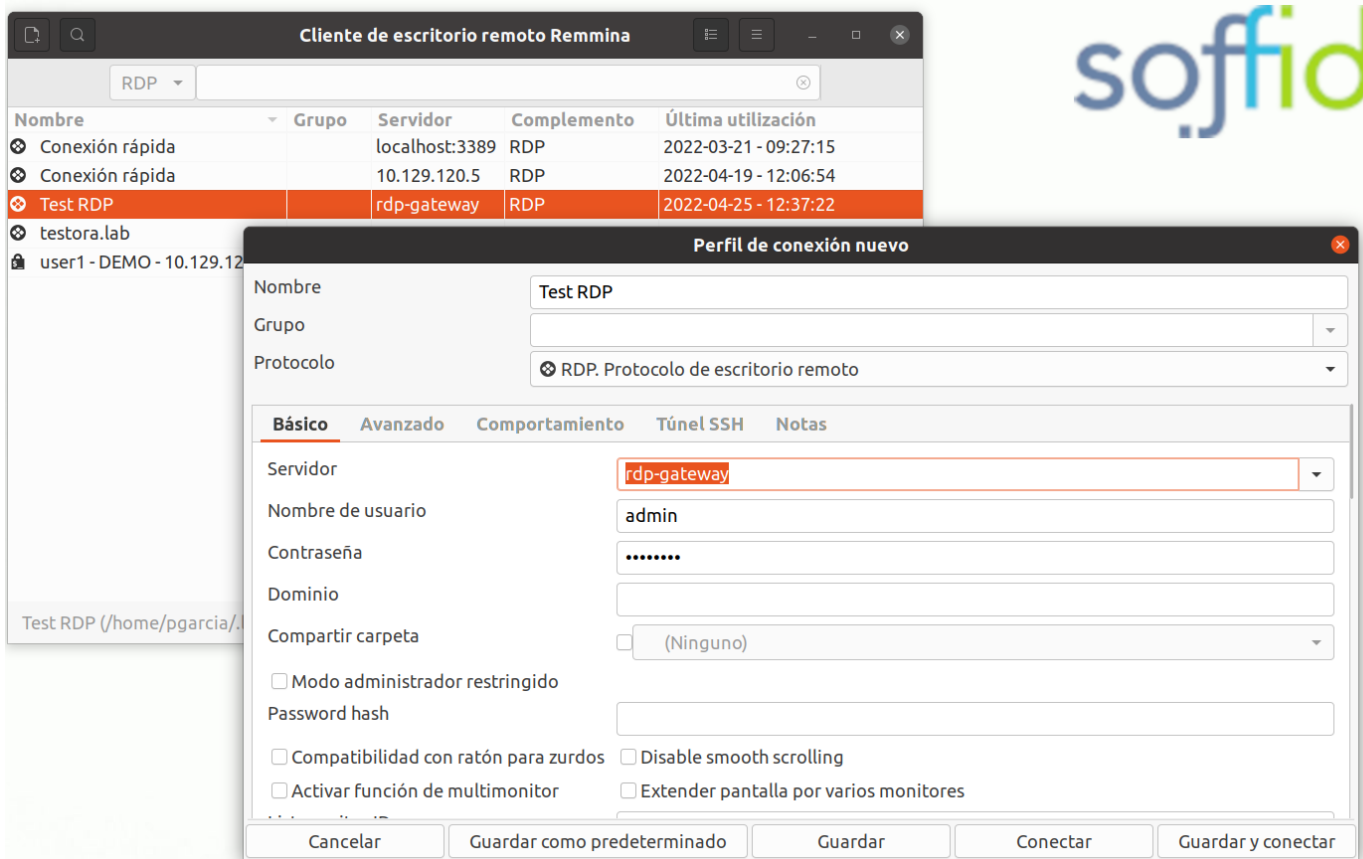 Cliente de escritorio remoto Remmina
soffid
RDP
Nombre Grupo Servidor Complemento Última utilización
Conexión rápida localhost:3389 RDP 2022-03-21 - 09:27:15
Conexión rápida 10.129.120.5 RDP 2022-04-19 - 12:06:54
Test RDP rdp-gateway RDP 2022-04-25 - 12:37:22
testora.lab
user1 - DEMO - 10.129.12
Test RDP (/home/pgarcia/.
Perfil de conexión nuevo
Nombre Test RDP
Grupo
Protocolo RDP. Protocolo de escritorio remoto
Básico Avanzado Comportamiento Túnel SSH Notas
Servidor rdp-gateway
Nombre de usuario admin
Contraseña ••••••••
Dominio
Compartir carpeta (Ninguno)
Modo administrador restringido
Password hash
Compatibilidad con ratón para zurdos Disable smooth scrolling
Activar función de multimonitor Extender pantalla por varios monitores
Cancelar Guardar como predeterminado Guardar Conectar Guardar y conectar